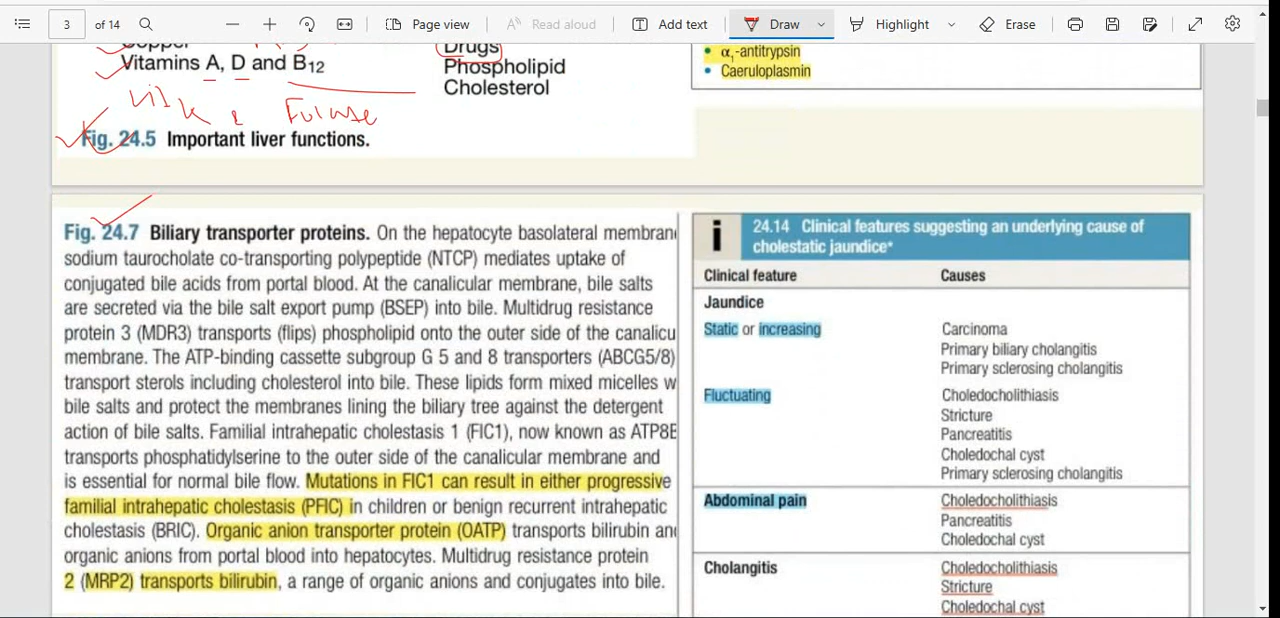 3 of 14 Page view Read aloud Add text Draw Highlight Erase
Copper
Vitamins A, D and B12
Drugs
Phospholipid
Cholesterol
Folate
Fig. 24.5 Important liver functions.
• α1-antitrypsin
• Caeruloplasmin
Fig. 24.7 Biliary transporter proteins. On the hepatocyte basolateral membran
sodium taurocholate co-transporting polypeptide (NTCP) mediates uptake of
conjugated bile acids from portal blood. At the canalicular membrane, bile salts
are secreted via the bile salt export pump (BSEP) into bile. Multidrug resistance
protein 3 (MDR3) transports (flips) phospholipid onto the outer side of the canalicu
membrane. The ATP-binding cassette subgroup G 5 and 8 transporters (ABCG5/8)
transport sterols including cholesterol into bile. These lipids form mixed micelles w
bile salts and protect the membranes lining the biliary tree against the detergent
action of bile salts. Familial intrahepatic cholestasis 1 (FIC1), now known as ATP8B
transports phosphatidylserine to the outer side of the canalicular membrane and
is essential for normal bile flow. Mutations in FIC1 can result in either progressive
familial intrahepatic cholestasis (PFIC) in children or benign recurrent intrahepatic
cholestasis (BRIC). Organic anion transporter protein (OATP) transports bilirubin and
organic anions from portal blood into hepatocytes. Multidrug resistance protein
2 (MRP2) transports bilirubin, a range of organic anions and conjugates into bile.
i
24.14 Clinical features suggesting an underlying cause of
cholestatic jaundice*
Clinical feature Causes
Jaundice
Static or increasing Carcinoma
Primary biliary cholangitis
Primary sclerosing cholangitis
Fluctuating Choledocholithiasis
Stricture
Pancreatitis
Choledochal cyst
Primary sclerosing cholangitis
Abdominal pain Choledocholithiasis
Pancreatitis
Choledochal cyst
Cholangitis Choledocholithiasis
Stricture
Choledochal cyst